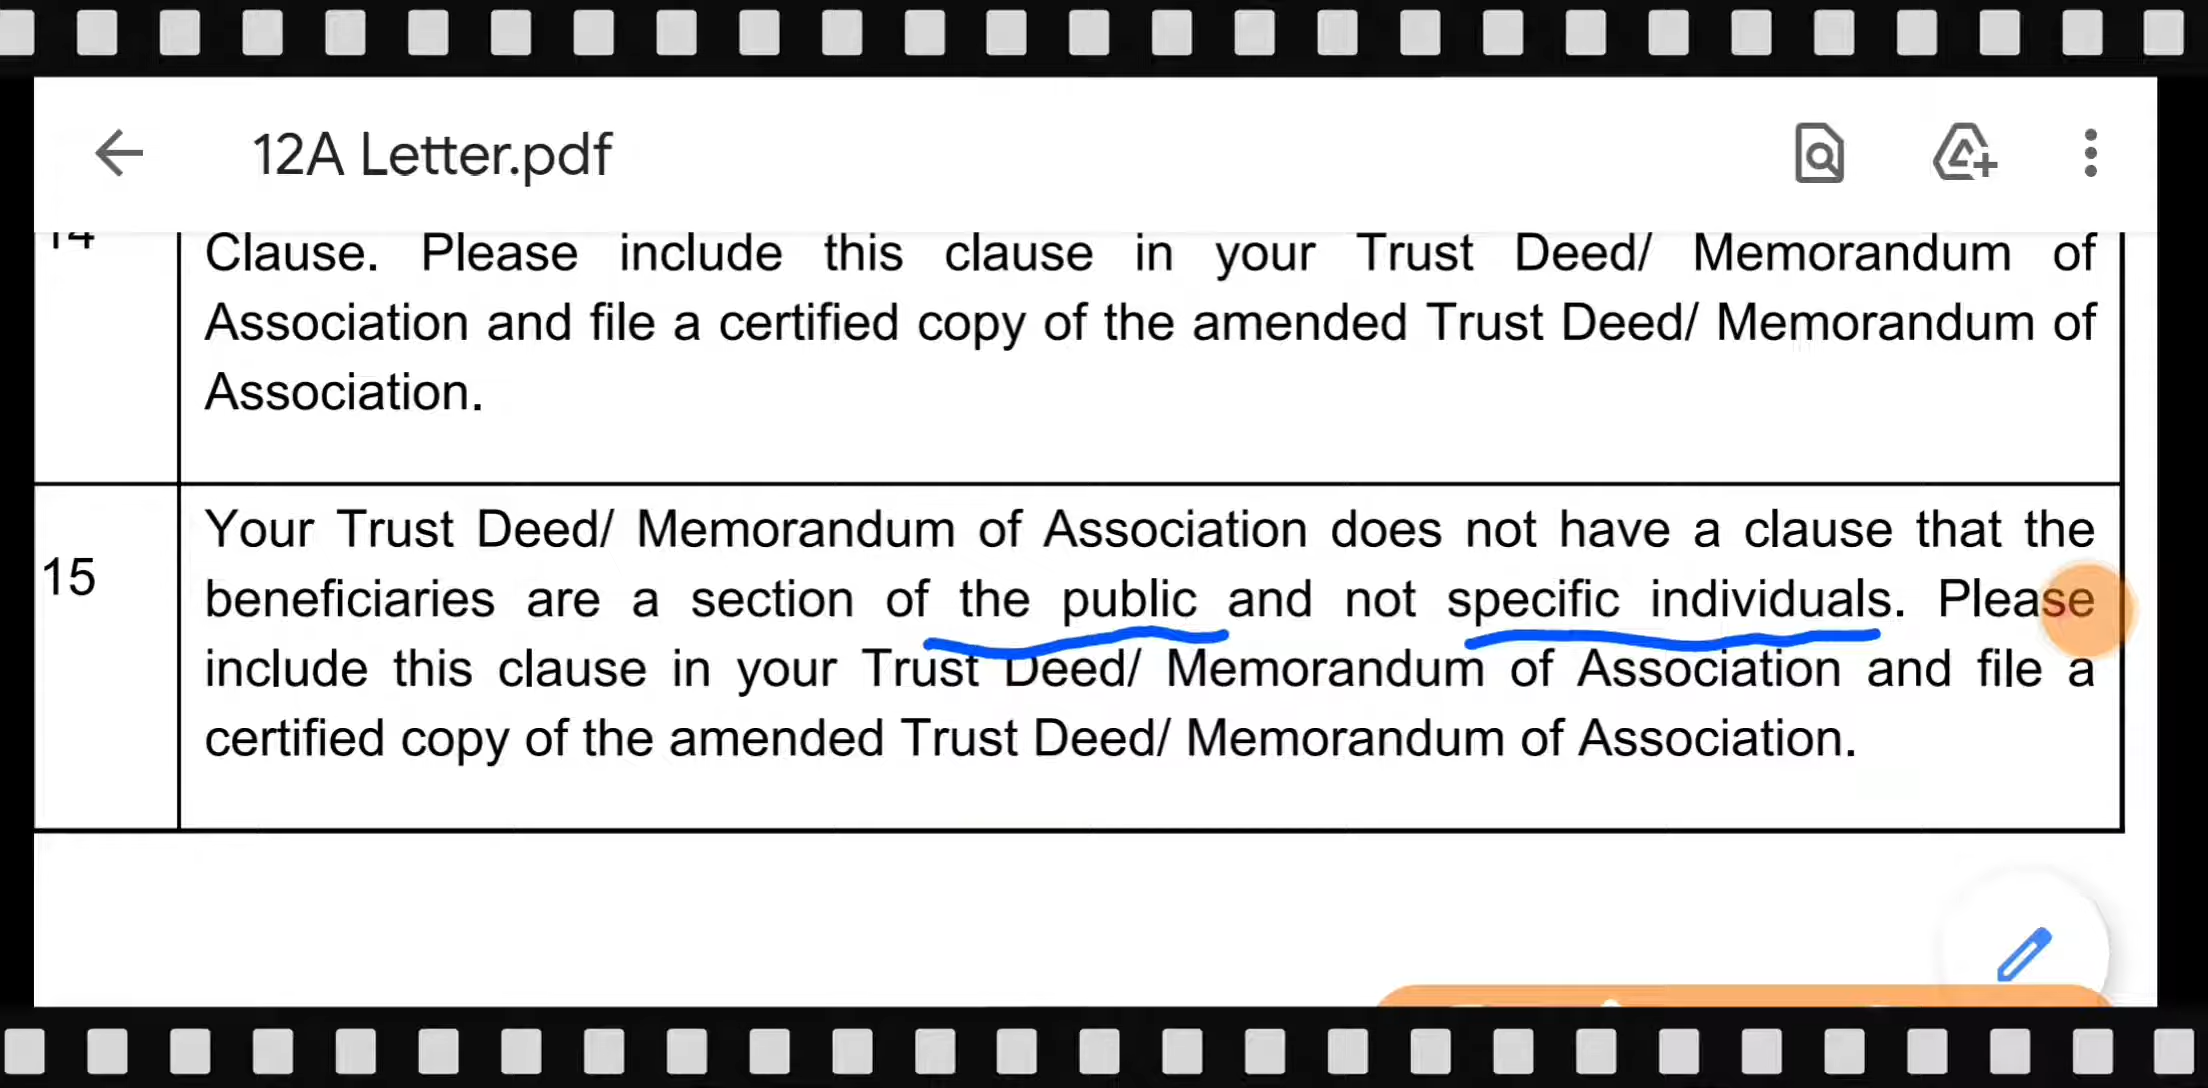 12A Letter.pdf
14
Clause. Please include this clause in your Trust Deed/ Memorandum of
Association and file a certified copy of the amended Trust Deed/ Memorandum of
Association.
15
Your Trust Deed/ Memorandum of Association does not have a clause that the
beneficiaries are a section of the public and not specific individuals. Please
include this clause in your Trust Deed/ Memorandum of Association and file a
certified copy of the amended Trust Deed/ Memorandum of Association.